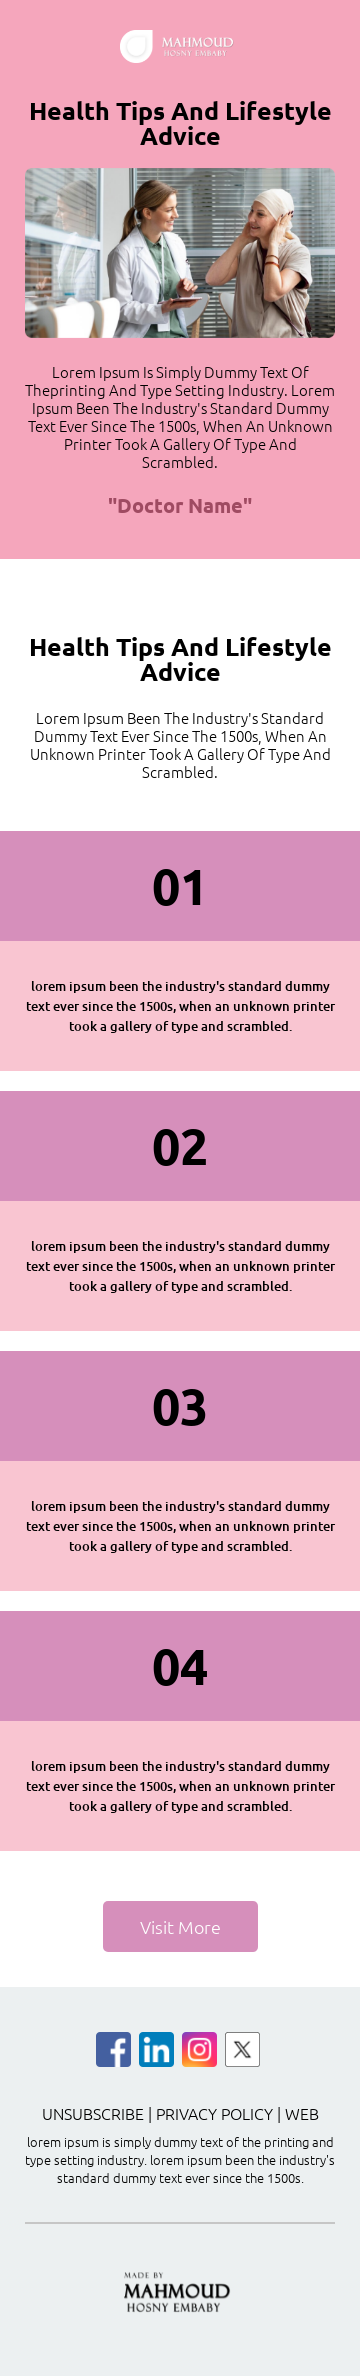 MAHMOUD
HOSNY EMBABY
Health Tips And Lifestyle
Advice
Lorem Ipsum Is Simply Dummy Text Of
Theprinting And Type Setting Industry. Lorem
Ipsum Been The Industry's Standard Dummy
Text Ever Since The 1500s, When An Unknown
Printer Took A Gallery Of Type And
Scrambled.
"Doctor Name"
Health Tips And Lifestyle
Advice
Lorem Ipsum Been The Industry's Standard
Dummy Text Ever Since The 1500s, When An
Unknown Printer Took A Gallery Of Type And
Scrambled.
01
lorem ipsum been the industry's standard dummy
text ever since the 1500s, when an unknown printer
took a gallery of type and scrambled.
02
lorem ipsum been the industry's standard dummy
text ever since the 1500s, when an unknown printer
took a gallery of type and scrambled.
03
lorem ipsum been the industry's standard dummy
text ever since the 1500s, when an unknown printer
took a gallery of type and scrambled.
04
lorem ipsum been the industry's standard dummy
text ever since the 1500s, when an unknown printer
took a gallery of type and scrambled.
Visit More
UNSUBSCRIBE | PRIVACY POLICY | WEB
lorem ipsum is simply dummy text of the printing and
type setting industry. lorem ipsum been the industry's
standard dummy text ever since the 1500s.
MADE BY
MAHMOUD
HOSNY EMBABY